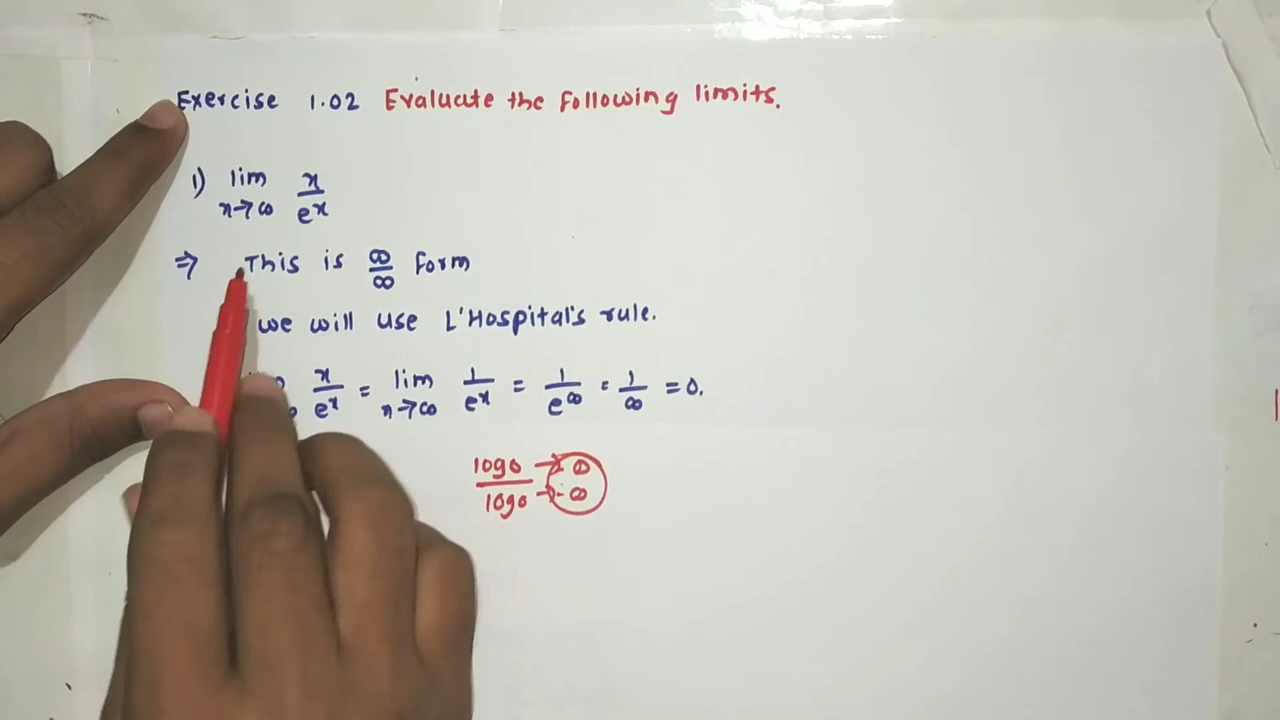 Exercise 1.02 Evaluate the following limits.
1) lim x→∞ x/e^x
⇒ This is ∞/∞ form
we will use L'Hospital's rule.
x/e^x = lim x→∞ 1/e^x = 1/e^∞ = 1/∞ = 0.
log0 →
log0 → -∞